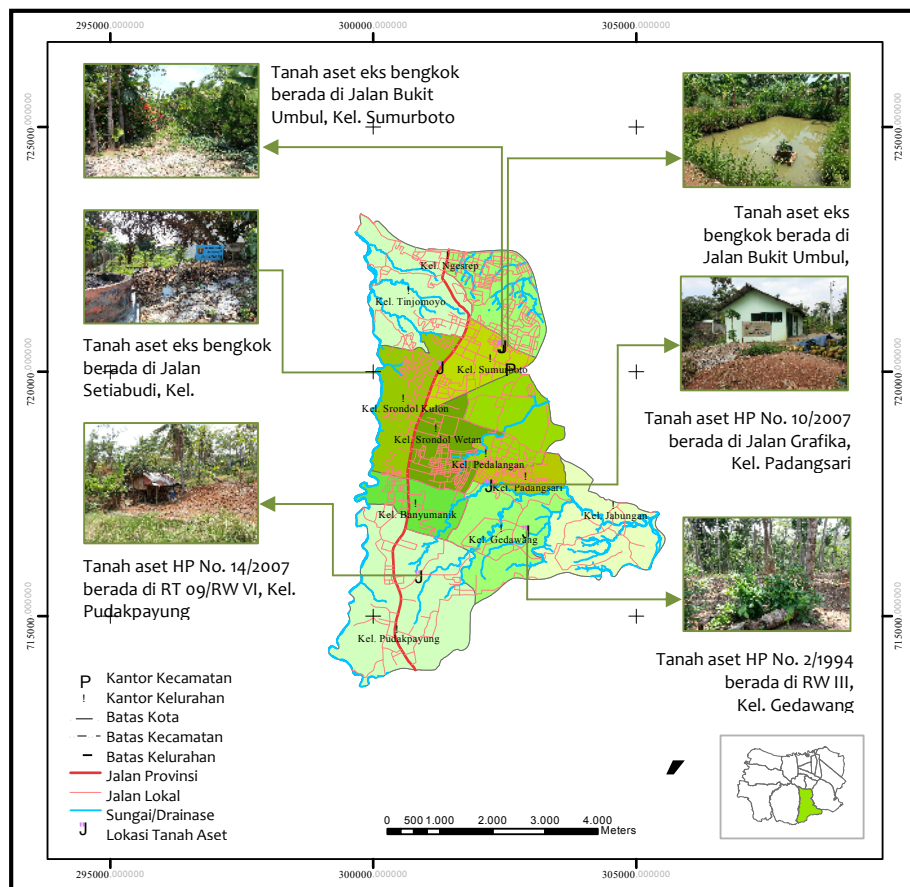 295000.000000
300000.000000
305000.000000
725000.000000
720000.000000
715000.000000
725000.000000
720000.000000
715000.000000
Tanah aset eks bengkok
berada di Jalan Bukit
Umbul, Kel. Sumurboto
Tanah aset eks
bengkok berada di
Jalan Bukit Umbul,
Tanah aset eks bengkok
berada di Jalan
Setiabudi, Kel.
Tanah aset HP No. 10/2007
berada di Jalan Grafika,
Kel. Padangsari
Tanah aset HP No. 14/2007
berada di RT 09/RW VI, Kel.
Pudakpayung
Tanah aset HP No. 2/1994
berada di RW III,
Kel. Gedawang
Kel. Ngesrep
!
Kel. Tinjomoyo
J
J
!
P
Kel. Sumurboto
!
Kel. Srondol Kulon
!
Kel. Srondol Wetan
!
Kel. Pedalangan
!
J
Kel. Padangsari
!
Kel. Banyumanik
!
Kel. Gedawang
J
Kel. Jabungan
J
Kel. Pudakpayung
P Kantor Kecamatan
! Kantor Kelurahan
Batas Kota
Batas Kecamatan
Batas Kelurahan
Jalan Provinsi
Jalan Lokal
Sungai/Drainase
J Lokasi Tanah Aset
0 500 1.000 2.000 3.000 4.000
Meters
295000.000000
300000.000000
305000.000000